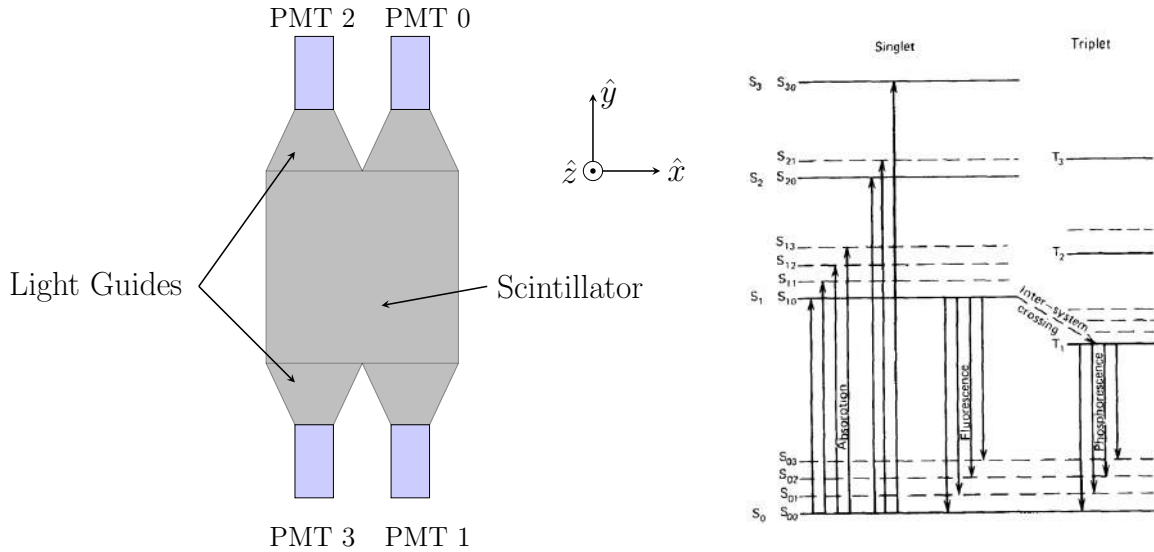 PMT 2 PMT 0
ŷ
ẑ x̂
Light Guides
Scintillator
PMT 3 PMT 1
Singlet Triplet
S₃ S₃₀
S₂₁
T₃
S₂ S₂₀
S₁₃
T₂
S₁₂
S₁₁
S₁ S₁₀
Inter-system
crossing
T₁
Absorption
Fluorescence
Phosphorescence
S₀₃
S₀₂
S₀₁
S₀ S₀₀